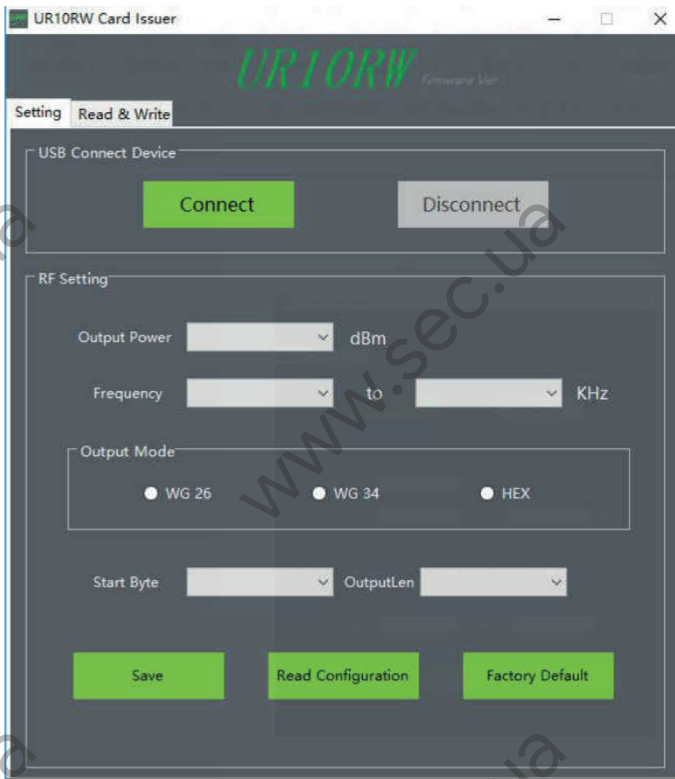 UR10RW Card Issuer
UR10RW Firmware Ver
Setting Read & Write
USB Connect Device
Connect Disconnect
RF Setting
Output Power dBm
Frequency to KHz
Output Mode
WG 26 WG 34 HEX
Start Byte OutputLen
Save Read Configuration Factory Default
www.sec.ua